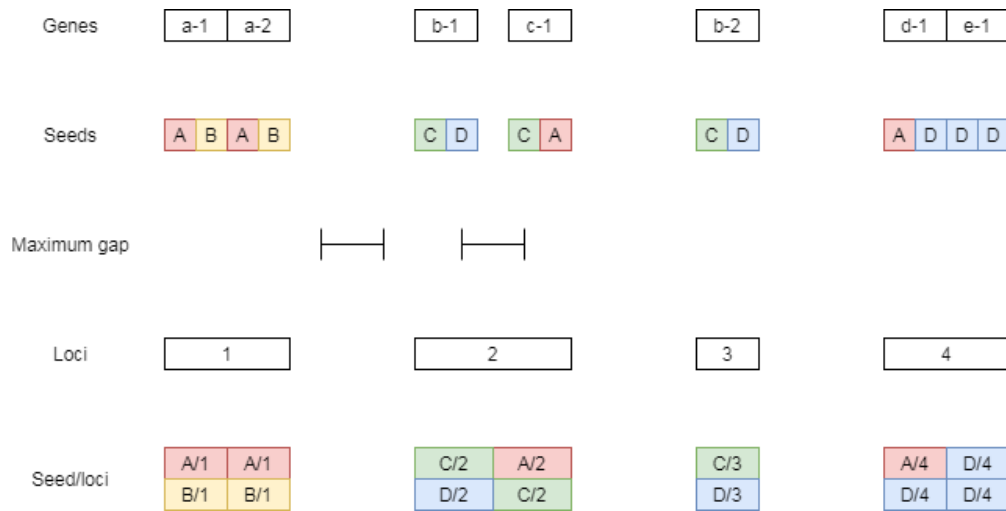 Genes a-1 a-2 b-1 c-1 b-2 d-1 e-1
Seeds A B A B C D C A C D A D D D
Maximum gap
Loci 1 2 3 4
A/1 A/1 C/2 A/2 C/3 A/4 D/4
Seed/loci
B/1 B/1 D/2 C/2 D/3 D/4 D/4